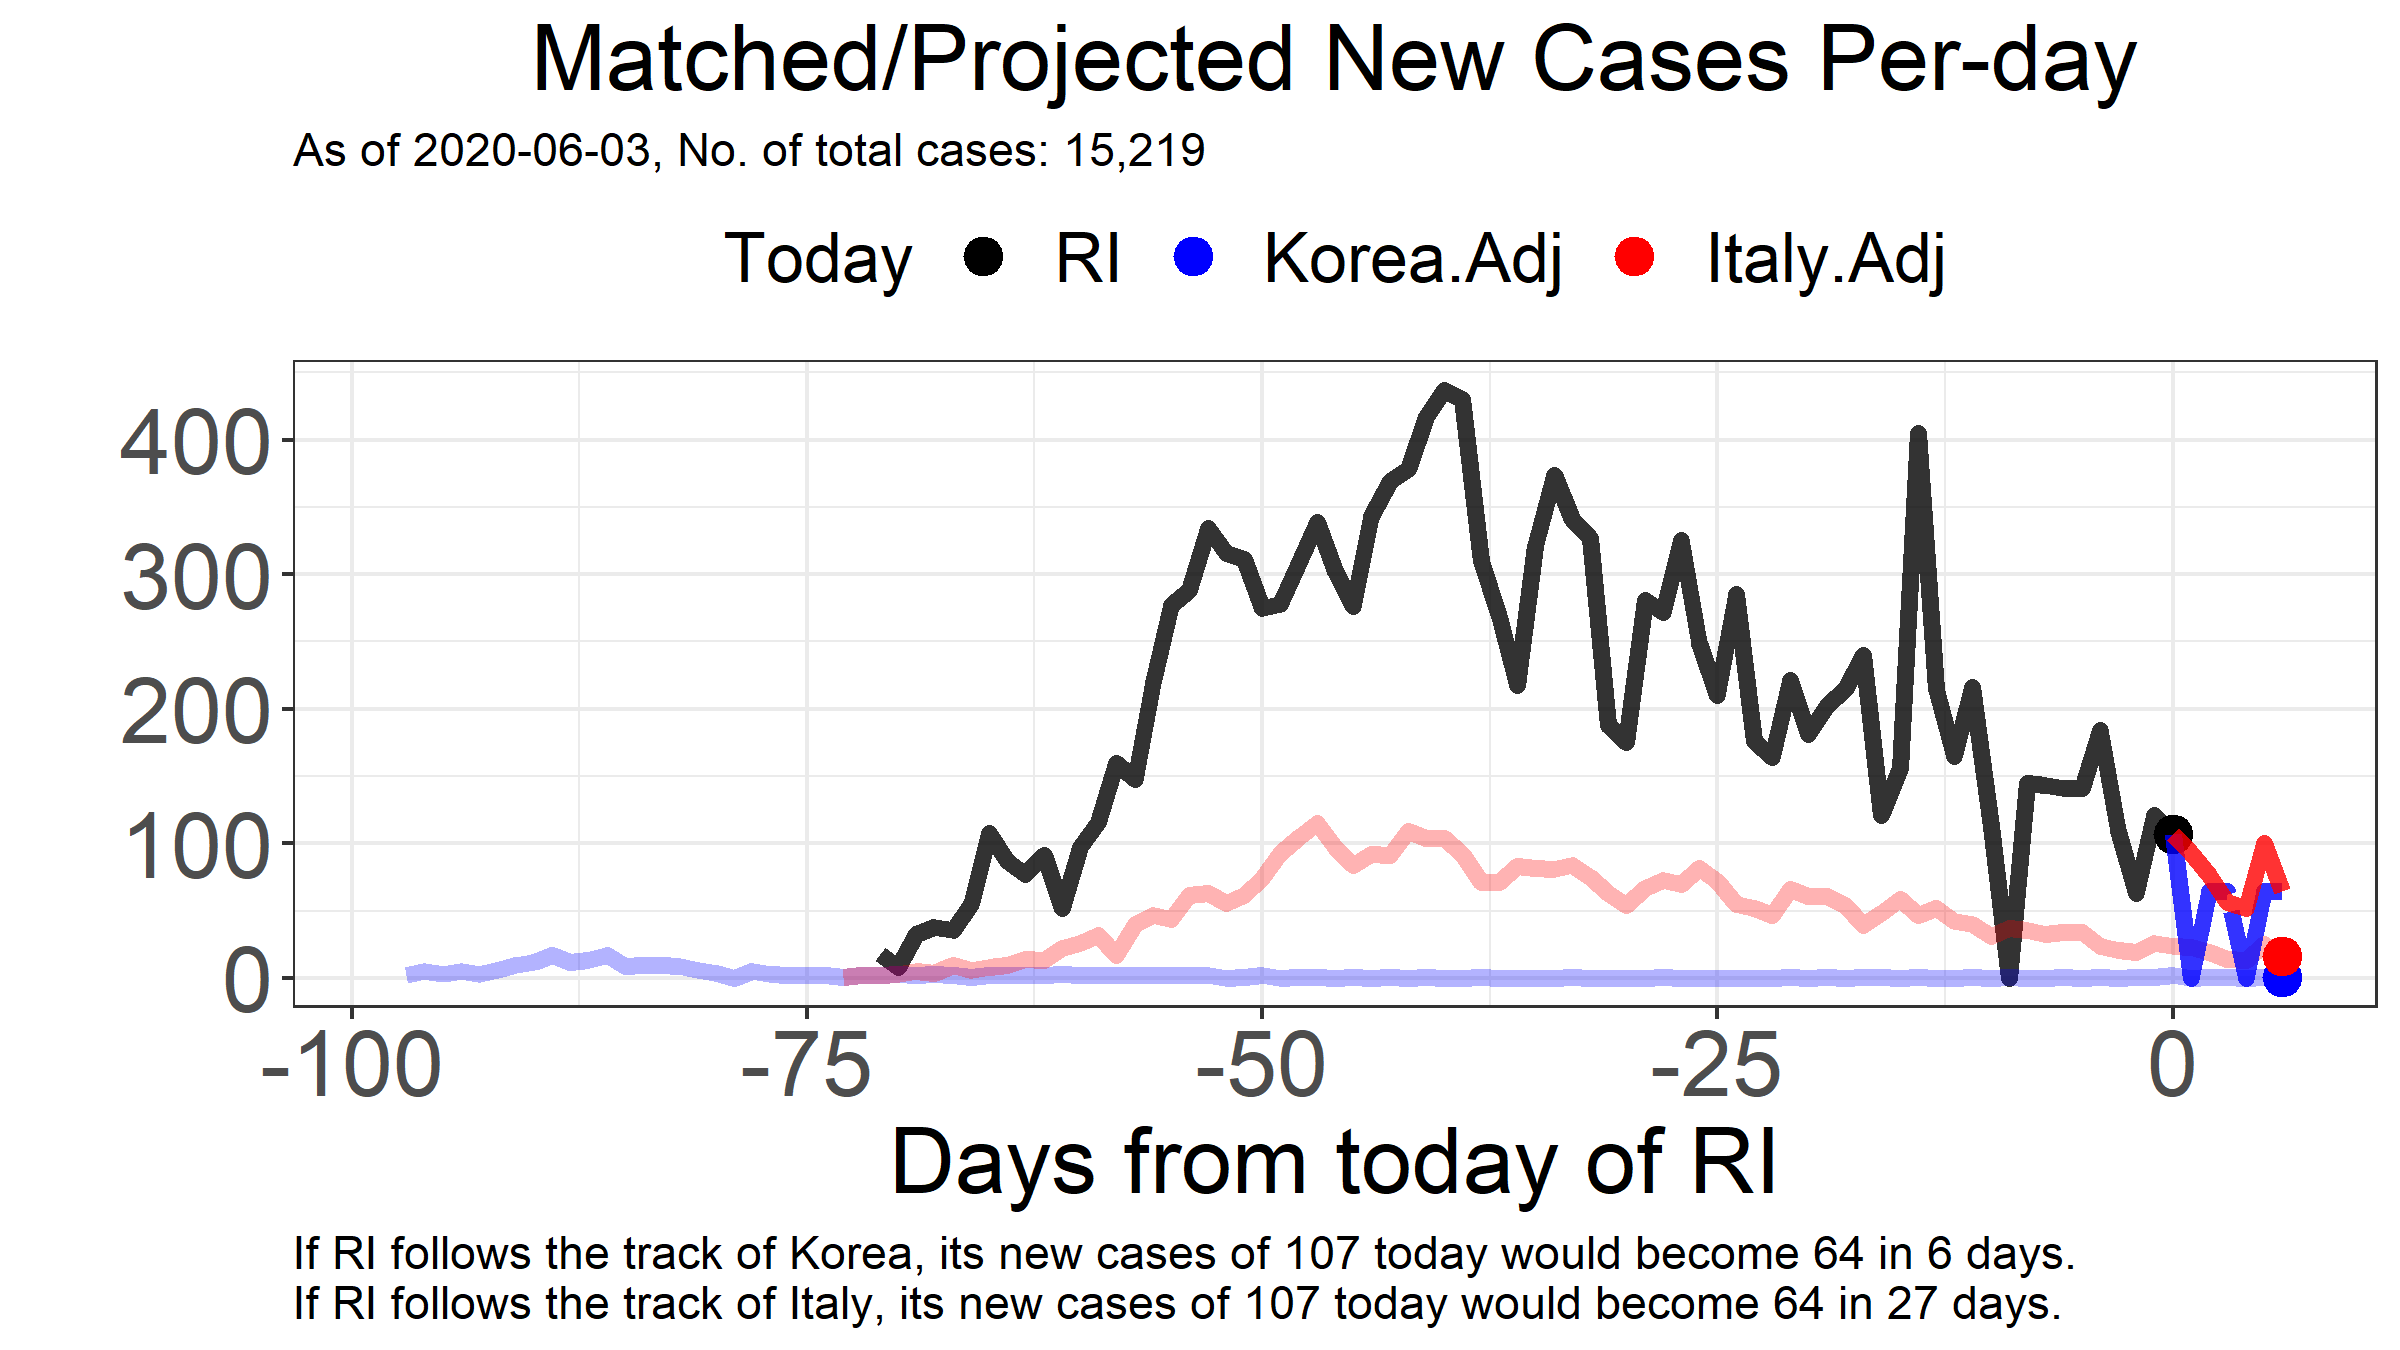 Matched/Projected New Cases Per-day
As of 2020-06-03, No. of total cases: 15,219
Today RI Korea.Adj Italy.Adj
400
300
200
100
0
-100 -75 -50 -25 0
Days from today of RI
If RI follows the track of Korea, its new cases of 107 today would become 64 in 6 days.
If RI follows the track of Italy, its new cases of 107 today would become 64 in 27 days.